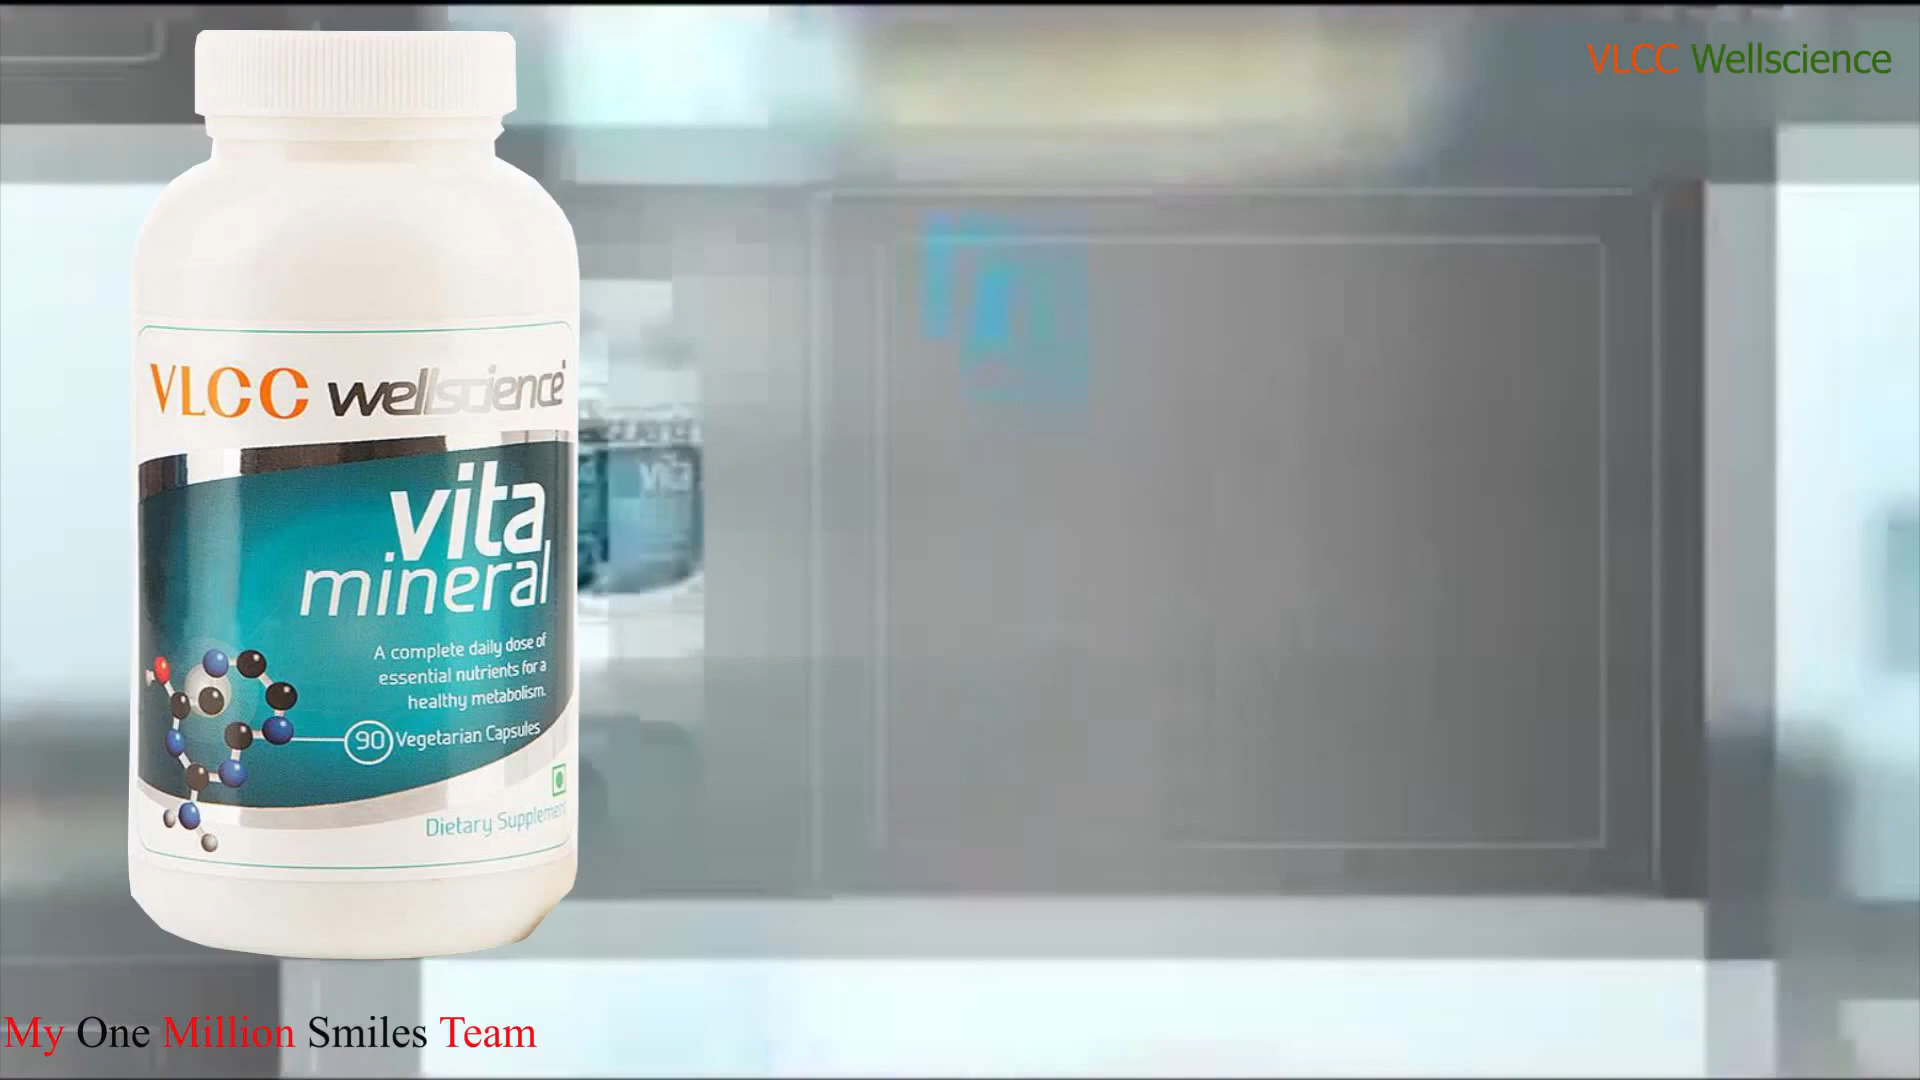 VLCC Wellscience
VLCC wellscience
vita
mineral
A complete daily dose of
essential nutrients for a
healthy metabolism.
90 Vegetarian Capsules
Dietary Supplement
vita
My One Million Smiles Team